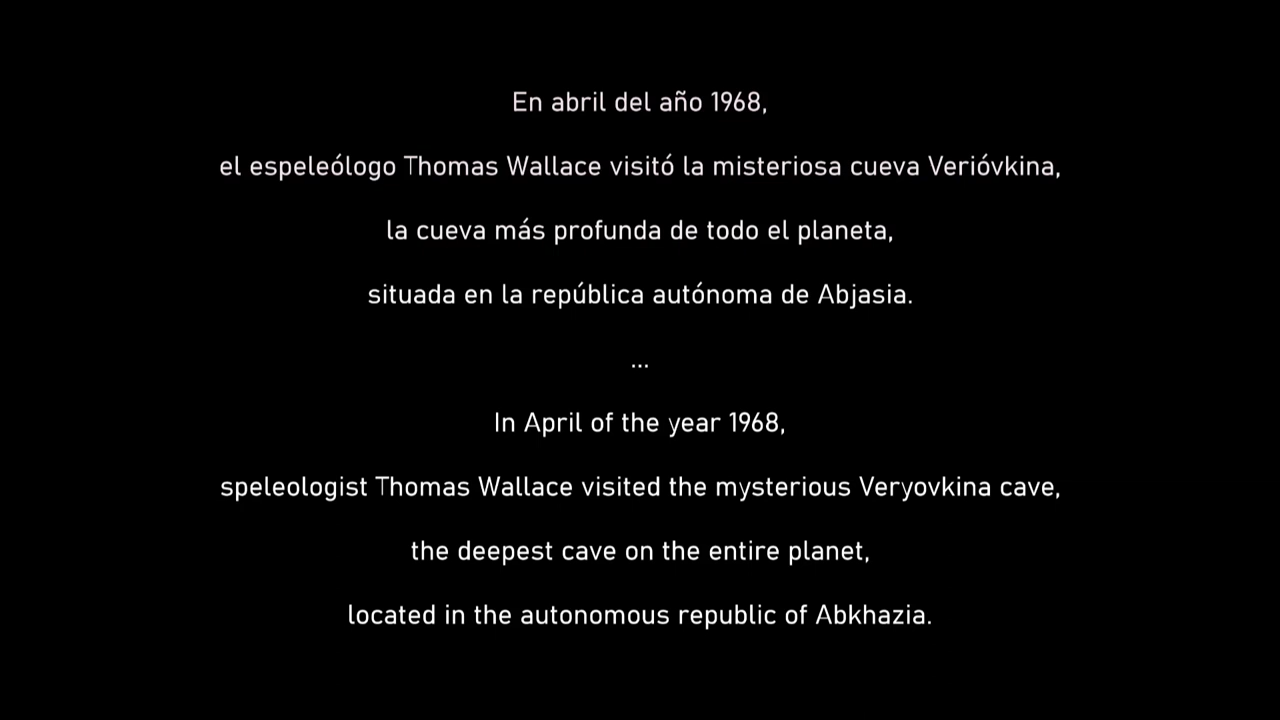 En abril del año 1968,
el espeleólogo Thomas Wallace visitó la misteriosa cueva Verióvkina,
la cueva más profunda de todo el planeta,
situada en la república autónoma de Abjasia.
...
In April of the year 1968,
speleologist Thomas Wallace visited the mysterious Veryovkina cave,
the deepest cave on the entire planet,
located in the autonomous republic of Abkhazia.